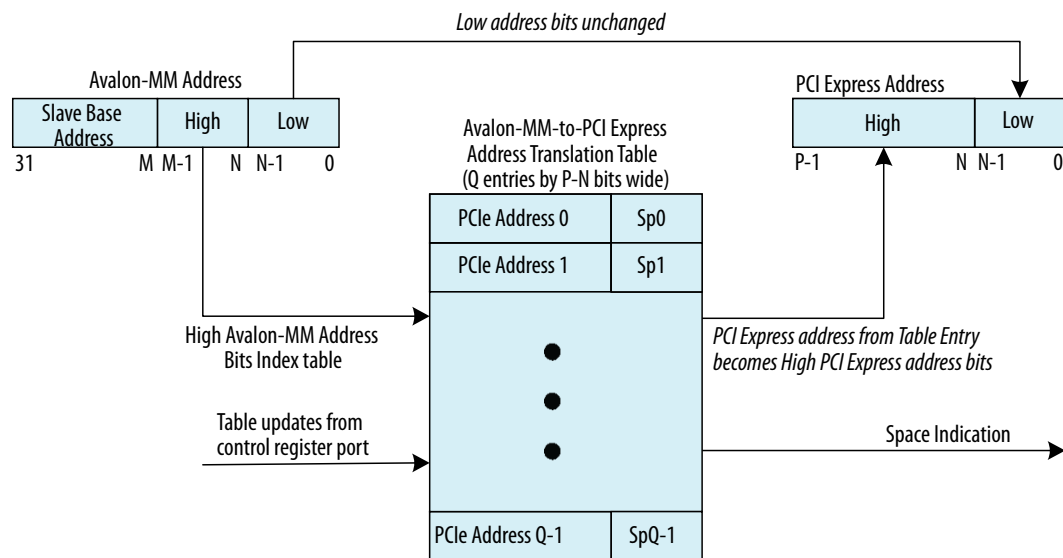 Low address bits unchanged
Avalon-MM Address
PCI Express Address
Slave Base
Address
High
Low
High
Low
31
M
M-1
N
N-1
0
P-1
N
N-1
0
Avalon-MM-to-PCI Express
Address Translation Table
(Q entries by P-N bits wide)
PCIe Address 0
Sp0
PCIe Address 1
Sp1
High Avalon-MM Address
Bits Index table
PCI Express address from Table Entry
becomes High PCI Express address bits
Table updates from
control register port
Space Indication
PCIe Address Q-1
SpQ-1